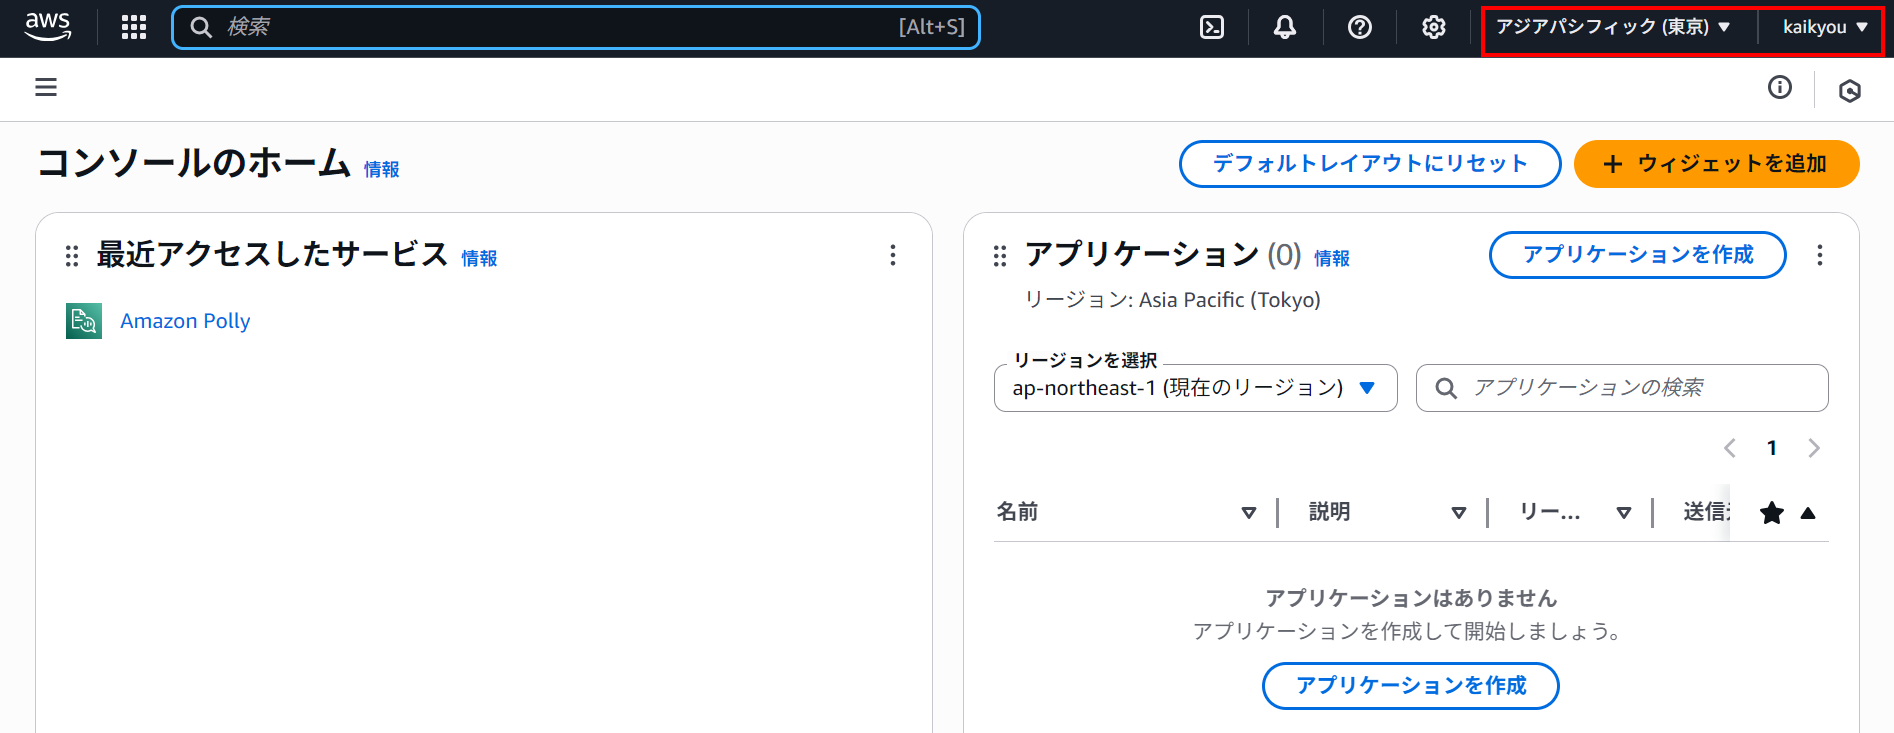 aws
検索 [Alt+S]
アジアパシフィック (東京) ▼
kaikyou ▼
コンソールのホーム 情報
デフォルトレイアウトにリセット
+ ウィジェットを追加
最近アクセスしたサービス 情報
Amazon Polly
アプリケーション (0) 情報
アプリケーションを作成
リージョン: Asia Pacific (Tokyo)
リージョンを選択
ap-northeast-1 (現在のリージョン)
アプリケーションの検索
1
名前 説明 リー... 送信
アプリケーションはありません
アプリケーションを作成して開始しましょう。
アプリケーションを作成